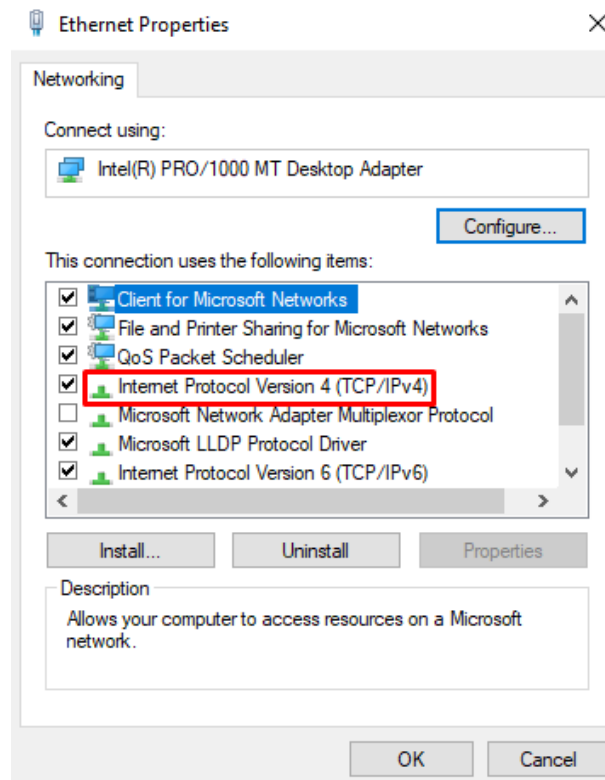 Ethernet Properties
Networking
Connect using:
Intel(R) PRO/1000 MT Desktop Adapter
Configure...
This connection uses the following items:
Client for Microsoft Networks
File and Printer Sharing for Microsoft Networks
QoS Packet Scheduler
Internet Protocol Version 4 (TCP/IPv4)
Microsoft Network Adapter Multiplexor Protocol
Microsoft LLDP Protocol Driver
Internet Protocol Version 6 (TCP/IPv6)
Install... Uninstall Properties
Description
Allows your computer to access resources on a Microsoft
network.
OK Cancel